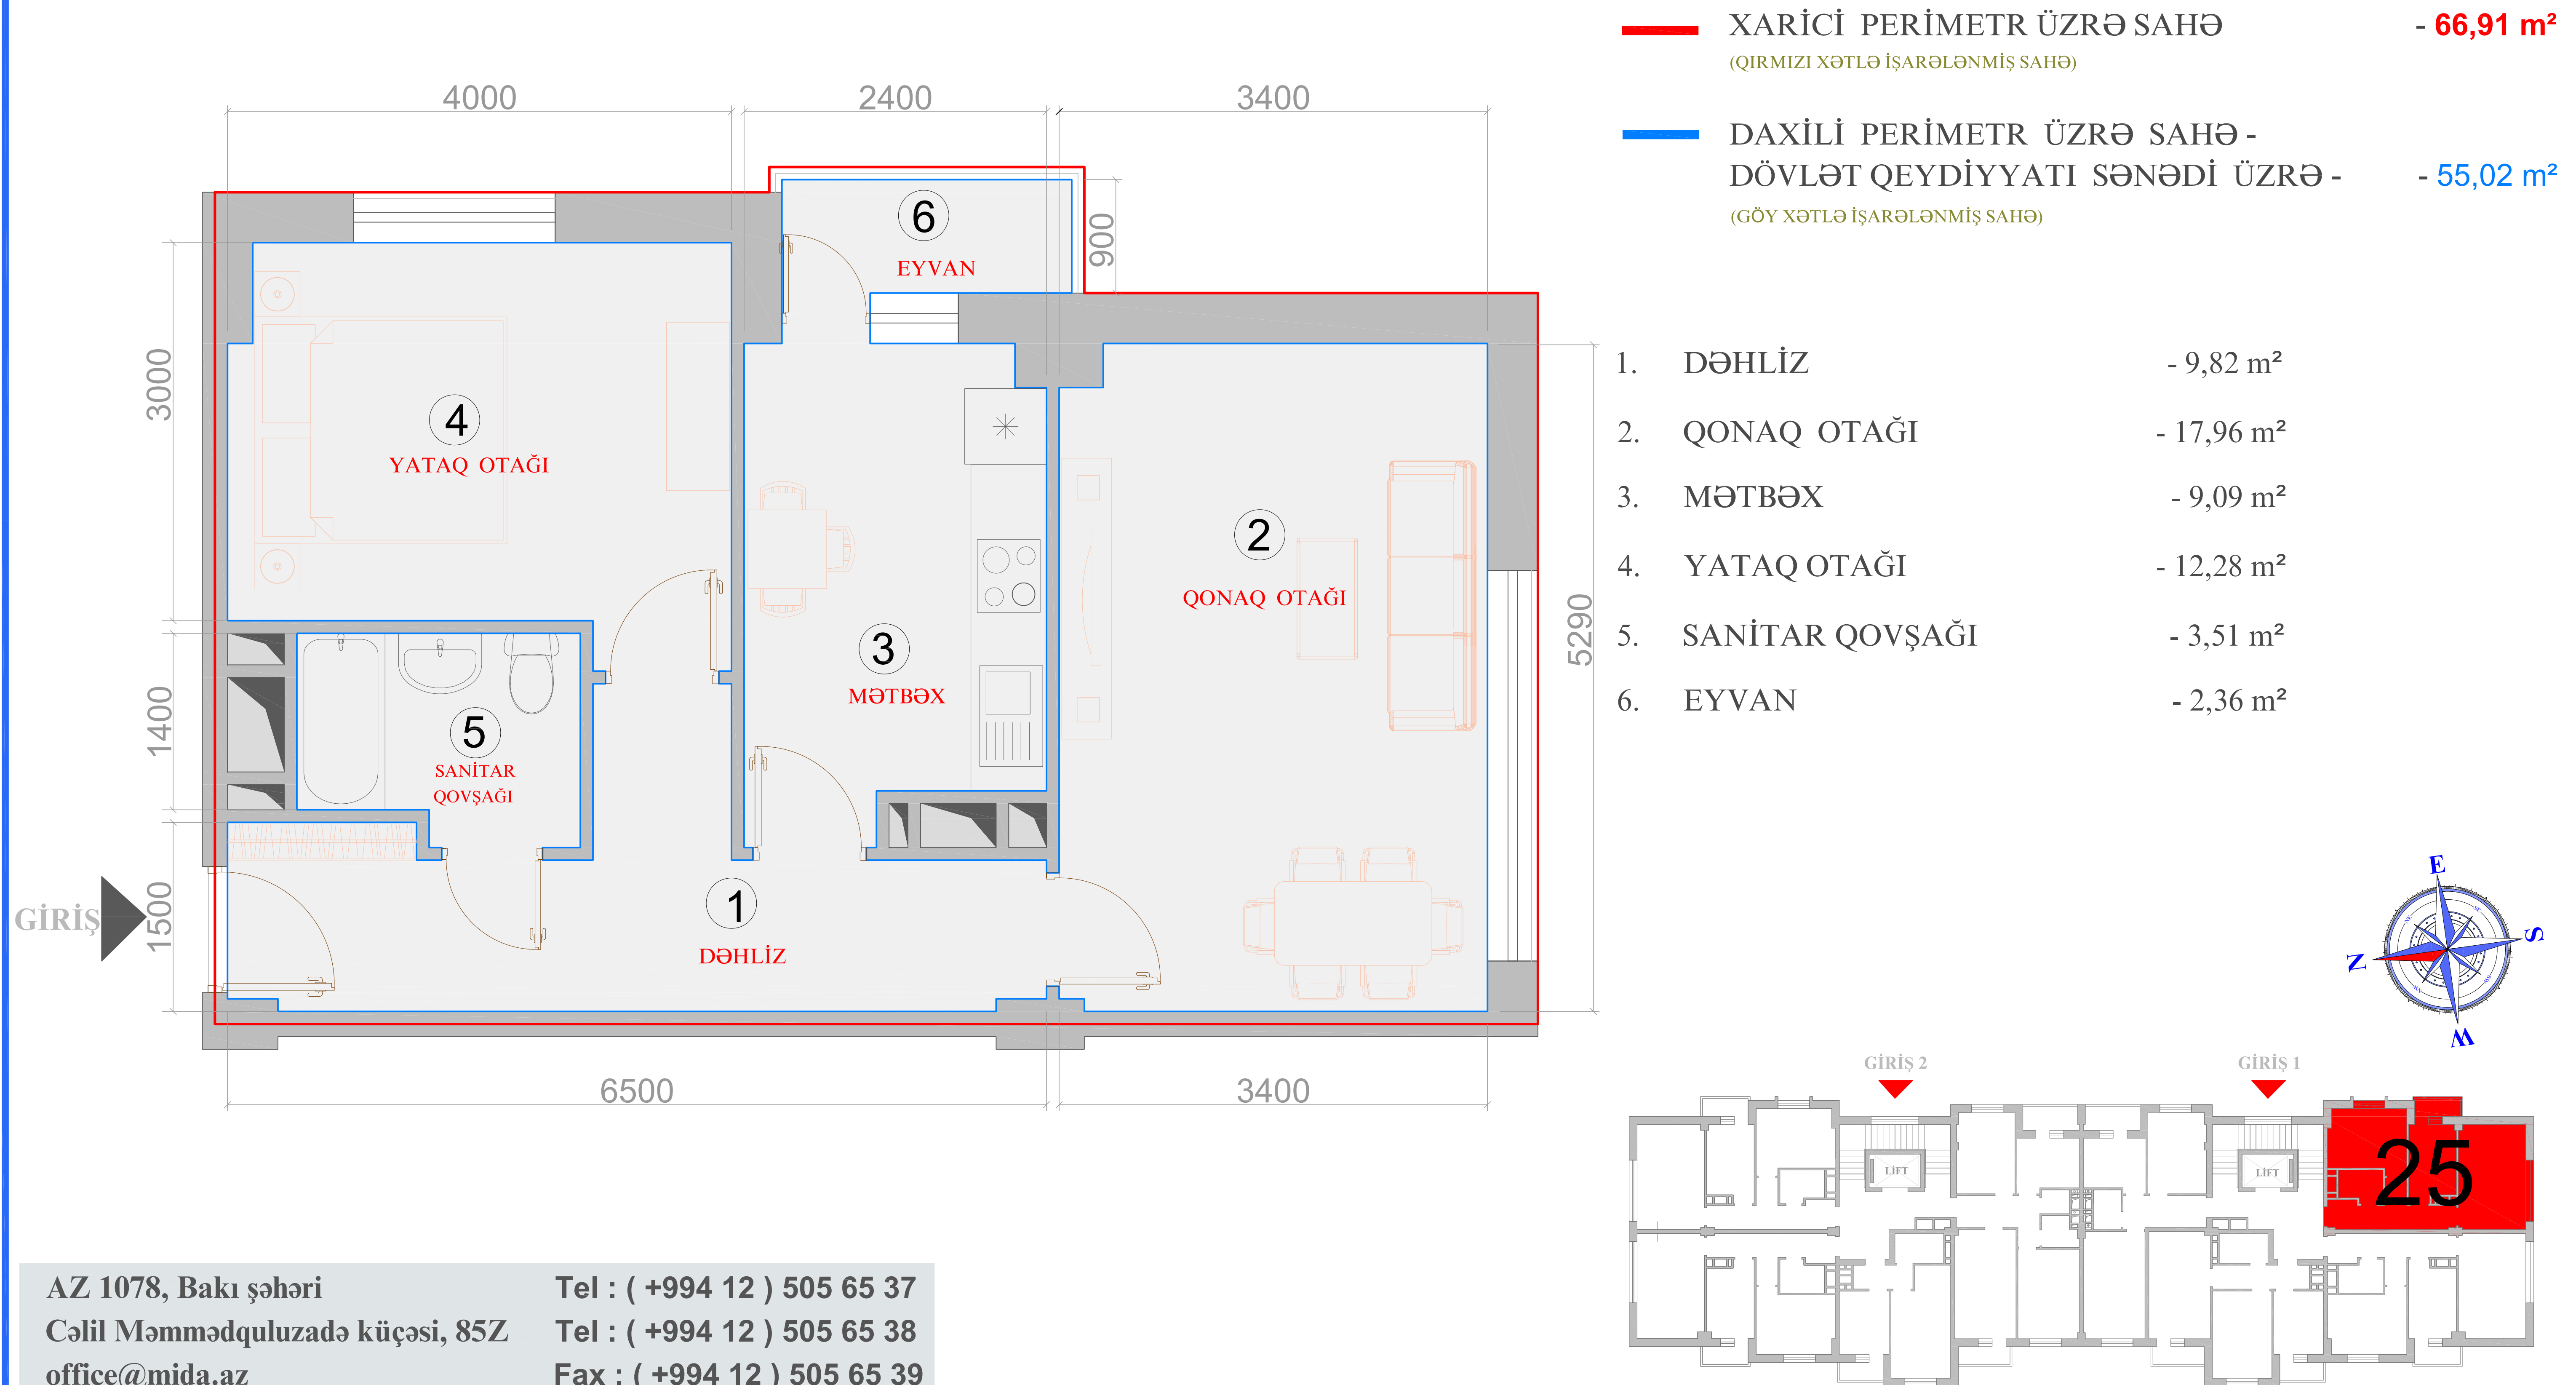 XARİCİ PERİMETR ÜZRƏ SAHƏ - 66,91 m²
(QIRMIZI XƏTLƏ İŞARƏLƏNMİŞ SAHƏ)
DAXİLİ PERİMETR ÜZRƏ SAHƏ -
DÖVLƏT QEYDİYYATI SƏNƏDİ ÜZRƏ - - 55,02 m²
(GÖY XƏTLƏ İŞARƏLƏNMİŞ SAHƏ)
4000
2400
3400
900
3000
1400
1500
5290
6500
3400
6
EYVAN
4
YATAQ OTAĞI
2
QONAQ OTAĞI
3
MƏTBƏX
5
SANİTAR
QOVŞAĞI
1
DƏHLİZ
GİRİŞ
1. DƏHLİZ - 9,82 m²
2. QONAQ OTAĞI - 17,96 m²
3. MƏTBƏX - 9,09 m²
4. YATAQ OTAĞI - 12,28 m²
5. SANİTAR QOVŞAĞI - 3,51 m²
6. EYVAN - 2,36 m²
E
S
N
W
GİRİŞ 2
GİRİŞ 1
LİFT
LİFT
25
AZ 1078, Bakı şəhəri
Cəlil Məmmədquluzadə küçəsi, 85Z
office@mida.az
Tel : ( +994 12 ) 505 65 37
Tel : ( +994 12 ) 505 65 38
Fax : ( +994 12 ) 505 65 39